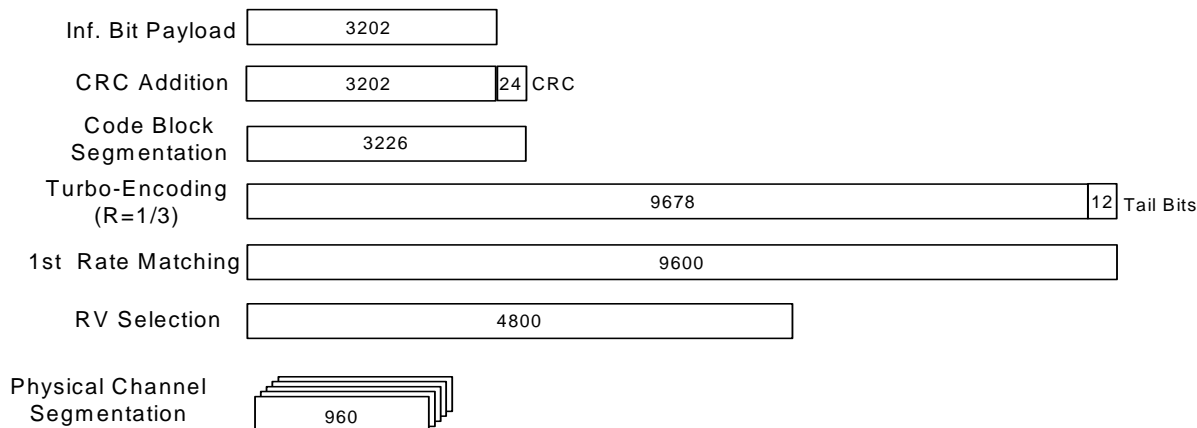 Inf. Bit Payload 3202
CRC Addition 3202 24 CRC
Code Block
Segmentation 3226
Turbo-Encoding
(R=1/3) 9678 12 Tail Bits
1st Rate Matching 9600
RV Selection 4800
Physical Channel
Segmentation 960